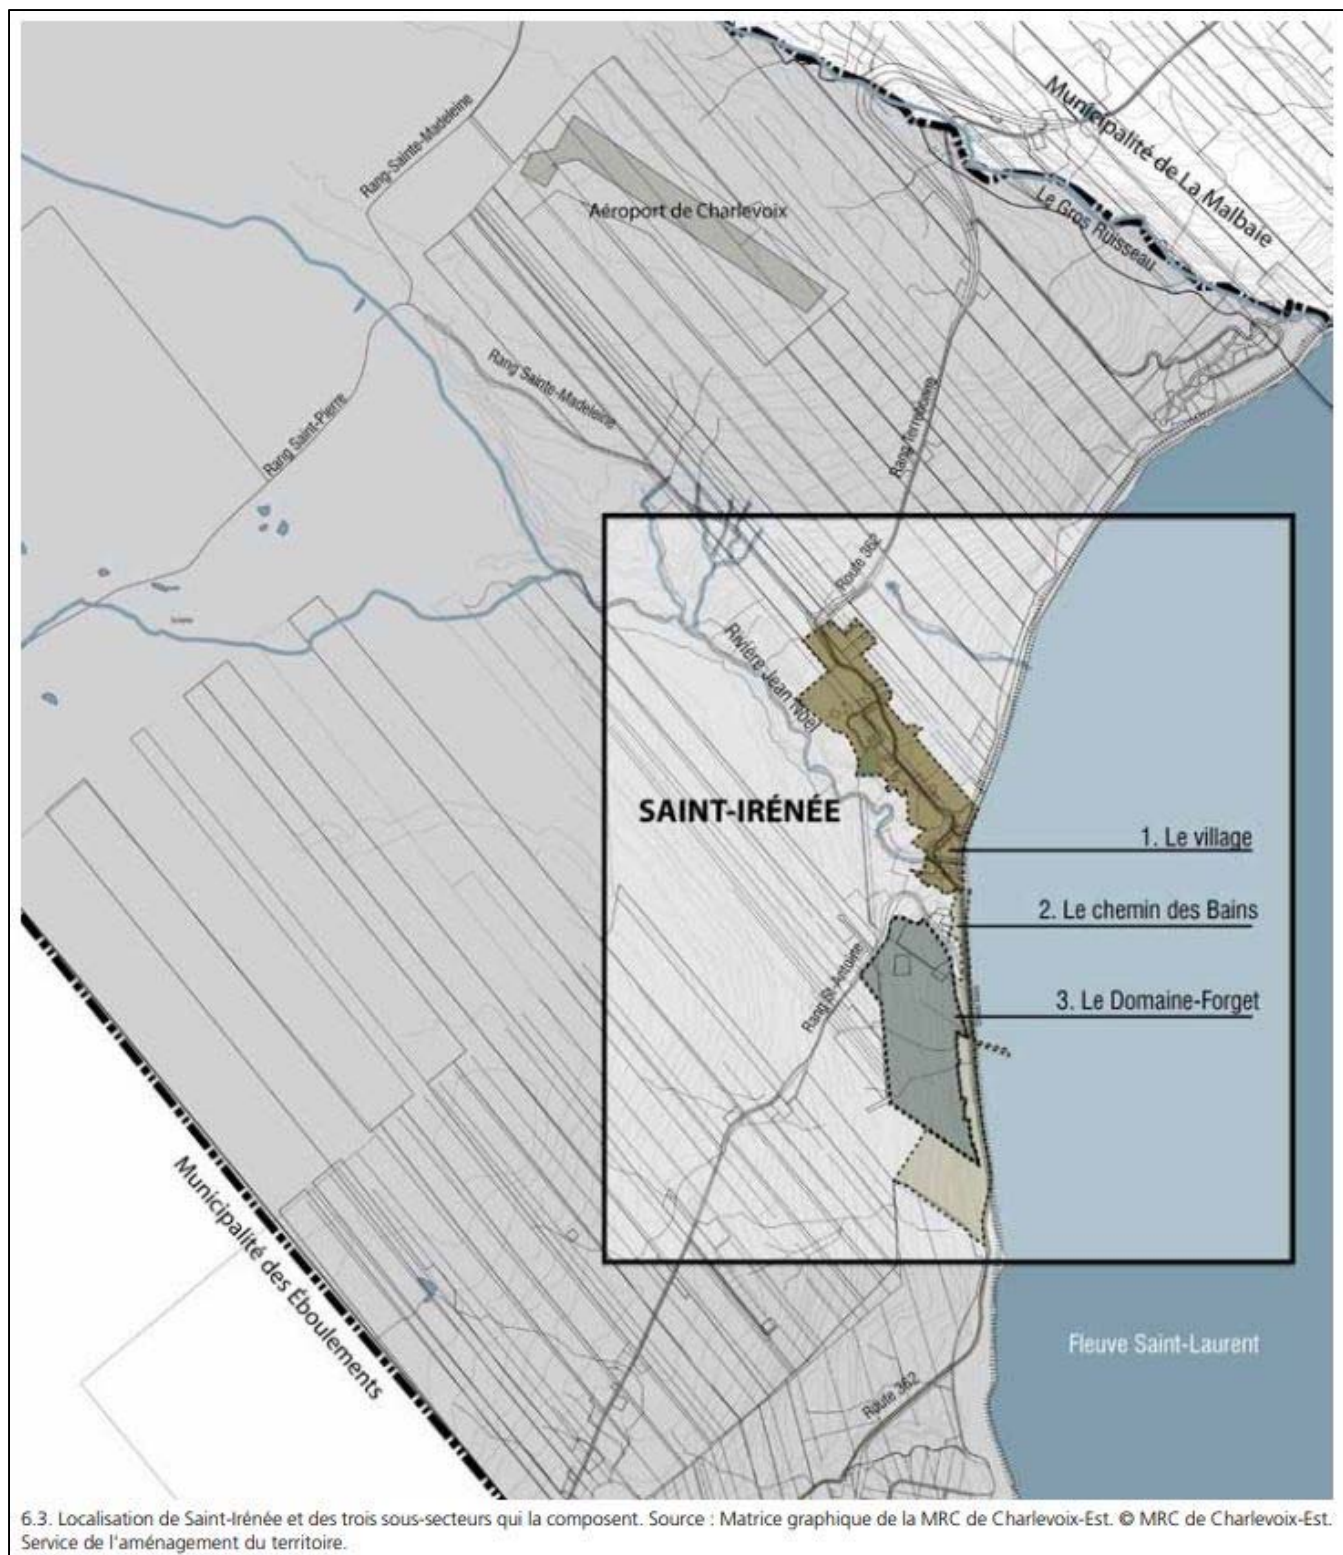 Municipalité de La Malbaie
Rang-Sainte-Madeleine
Aéroport de Charlevoix
Le Gros Ruisseau
Rang Sainte-Madeleine
Rang Saint-Pierre
Rang Terrebonne
Route 362
Rivière Jean Noël
SAINT-IRÉNÉE
1. Le village
2. Le chemin des Bains
3. Le Domaine-Forget
Rang St-Antoine
Municipalité des Éboulements
Fleuve Saint-Laurent
Route 362
6.3. Localisation de Saint-Irénée et des trois sous-secteurs qui la composent. Source : Matrice graphique de la MRC de Charlevoix-Est. © MRC de Charlevoix-Est.
Service de l'aménagement du territoire.